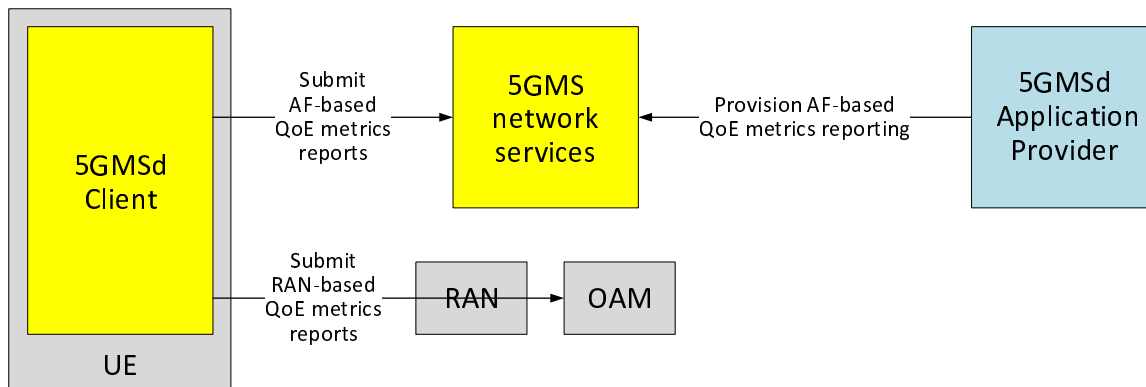 5GMSd
Client
UE
Submit
AF-based
QoE metrics
reports
5GMS
network
services
Provision AF-based
QoE metrics reporting
5GMSd
Application
Provider
Submit
RAN-based
QoE metrics
reports
RAN
OAM